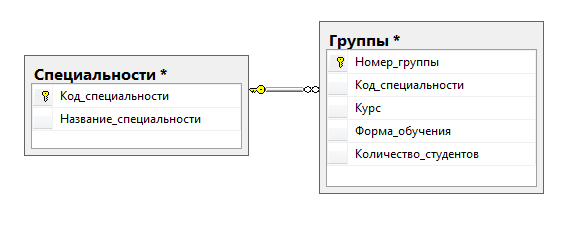 Специальности *
Код_специальности
Название_специальности
Группы *
Номер_группы
Код_специальности
Курс
Форма_обучения
Количество_студентов